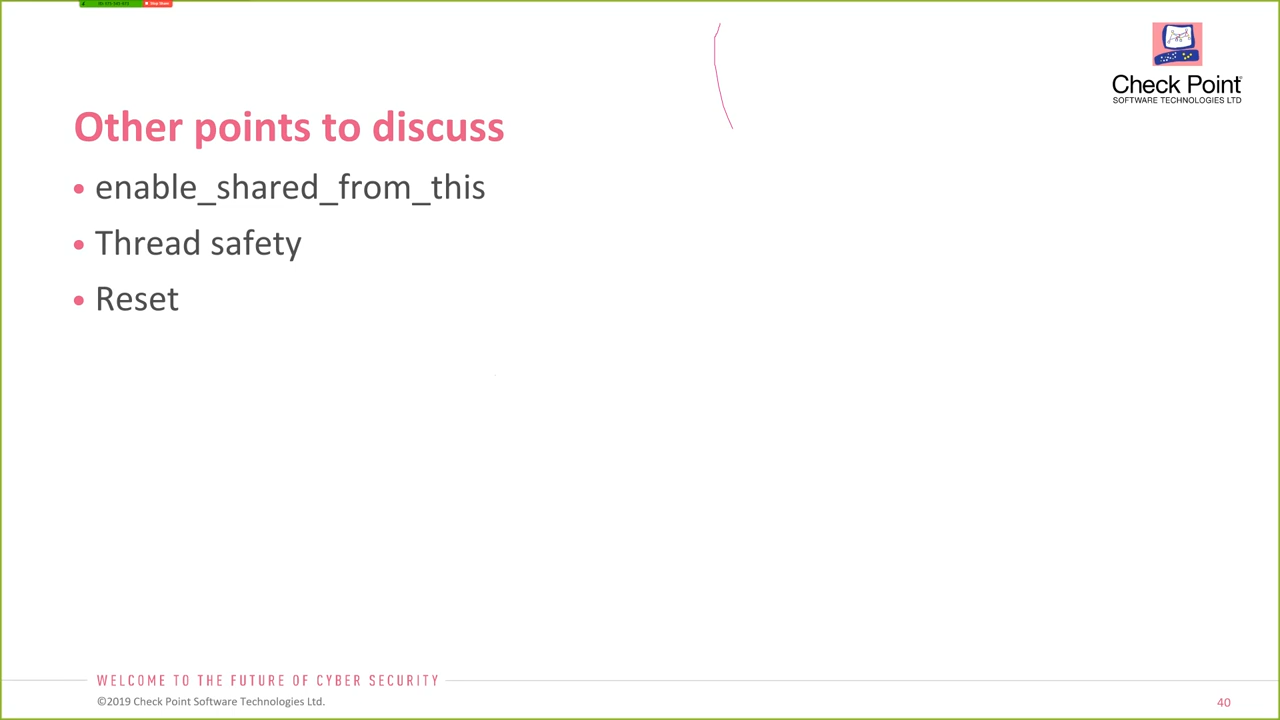 Check Point
SOFTWARE TECHNOLOGIES LTD
Other points to discuss
• enable_shared_from_this
• Thread safety
• Reset
WELCOME TO THE FUTURE OF CYBER SECURITY
©2019 Check Point Software Technologies Ltd.
40